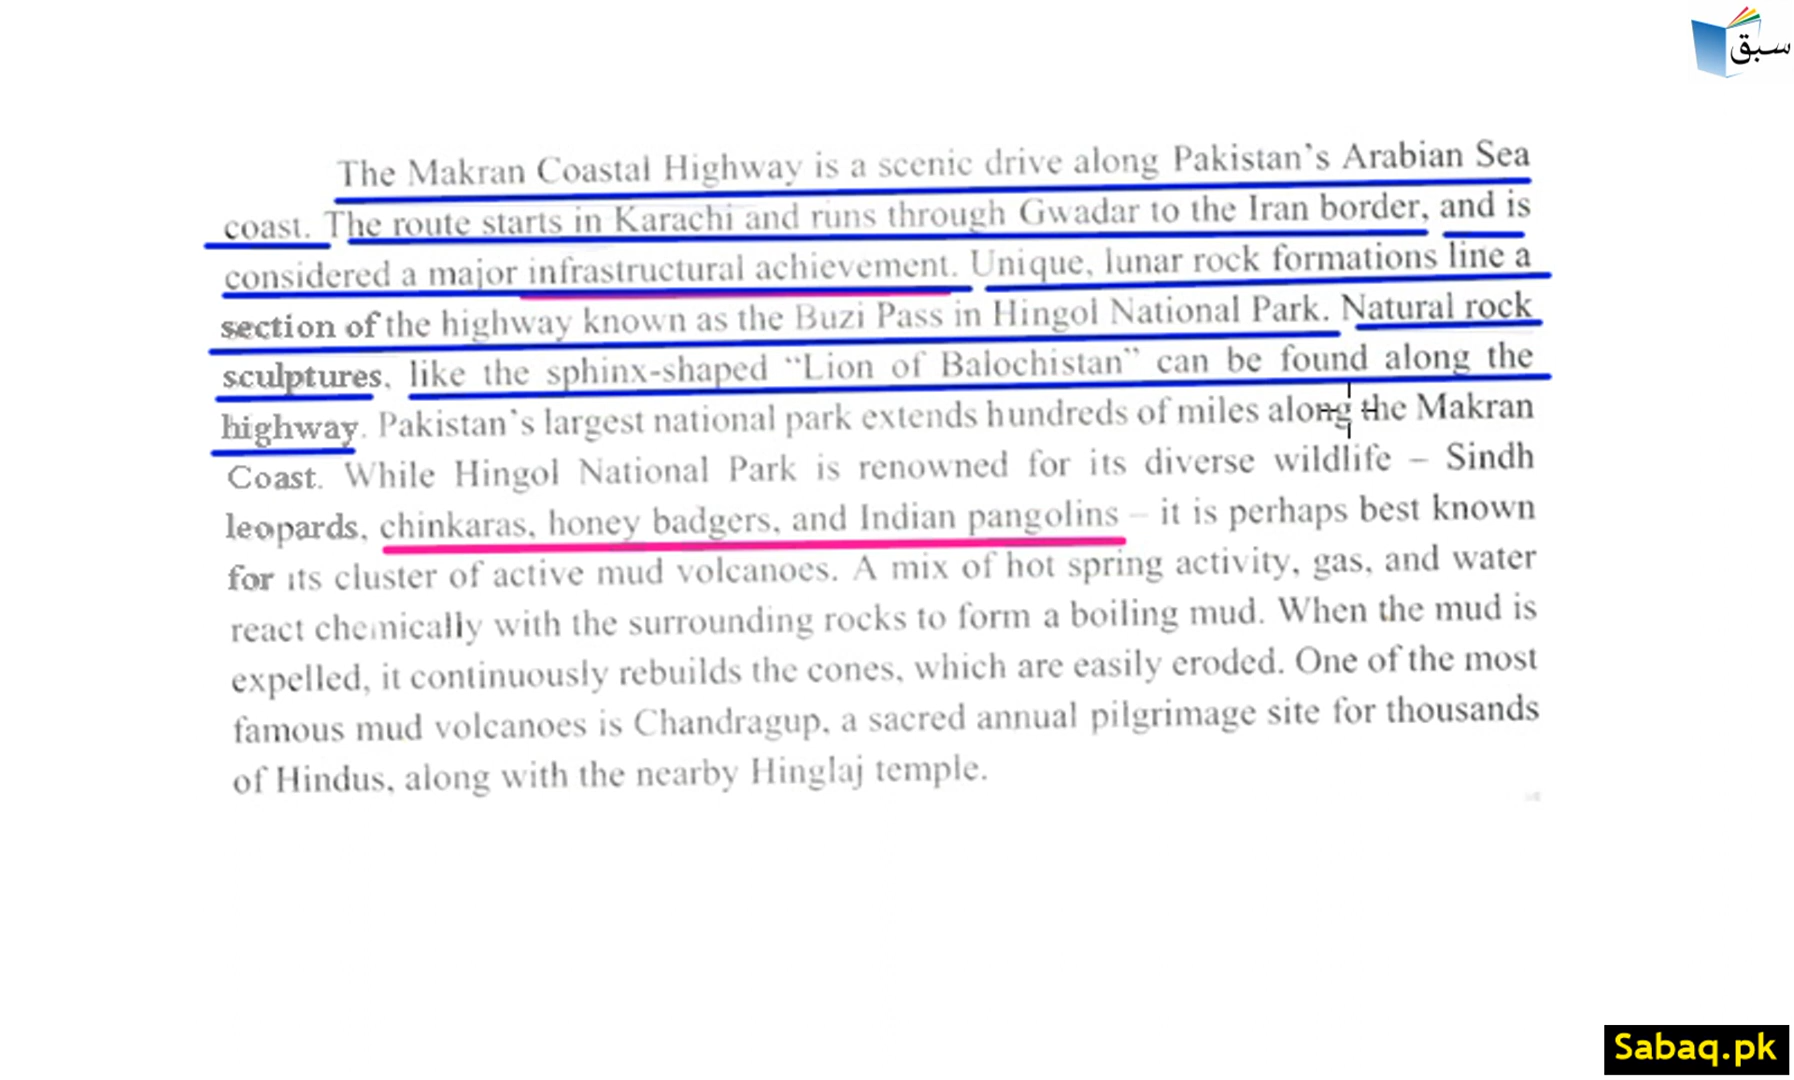 سبق
The Makran Coastal Highway is a scenic drive along Pakistan's Arabian Sea
coast. The route starts in Karachi and runs through Gwadar to the Iran border, and is
considered a major infrastructural achievement. Unique, lunar rock formations line a
section of the highway known as the Buzi Pass in Hingol National Park. Natural rock
sculptures, like the sphinx-shaped "Lion of Balochistan" can be found along the
highway. Pakistan's largest national park extends hundreds of miles along the Makran
Coast. While Hingol National Park is renowned for its diverse wildlife – Sindh
leopards, chinkaras, honey badgers, and Indian pangolins – it is perhaps best known
for its cluster of active mud volcanoes. A mix of hot spring activity, gas, and water
react chemically with the surrounding rocks to form a boiling mud. When the mud is
expelled, it continuously rebuilds the cones, which are easily eroded. One of the most
famous mud volcanoes is Chandragup, a sacred annual pilgrimage site for thousands
of Hindus, along with the nearby Hinglaj temple.
Sabaq.pk